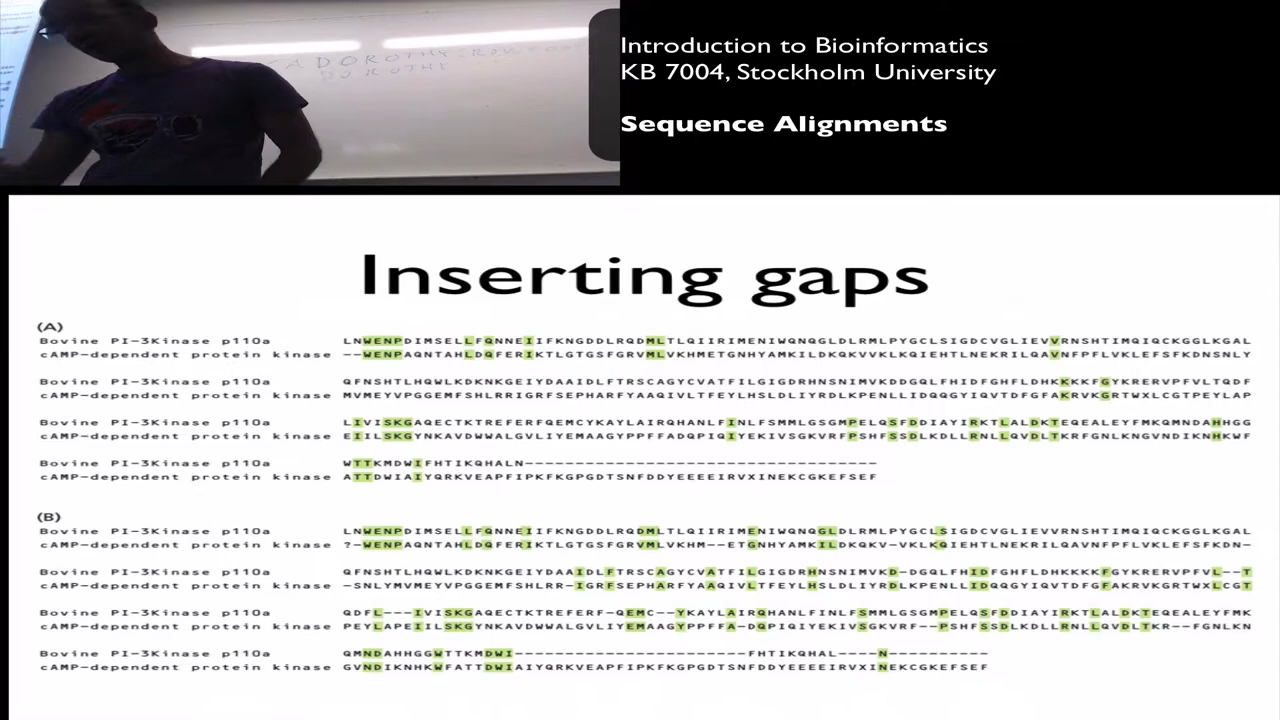 ADOROTHY
DOROTHY
Introduction to Bioinformatics
KB 7004, Stockholm University
Sequence Alignments
Inserting gaps
(A)
Bovine PI-3Kinase p110a LNWENPDIMSELLFQNNEIIFKNGDDLRQDMLTLQIIRIMENIWQNQGLDLRMLPYGCLSIGDCVGLIEVVRNSHTIMQIQCKGGLKGAL
cAMP-dependent protein kinase --WENPAQNTAHLDQFERIKTLGTGSFGRVMLVKHMETGNHYAMKILDKQKVVKLKQIEHTLNEKRILQAVNFPFLVKLEFSFKDNSNLY
Bovine PI-3Kinase p110a QFNSHTLHQWLKDKNKGEIYDAAIDLFTRSCAGYCVATFILGIGDRHNSNIMVKDDGQLFHIDFGHFLDHKKKKFGYKRERVPFVLTQDF
cAMP-dependent protein kinase MVMEYVPGGEMFSHLRRIGRFSEPHARFYAAQIVLTFEYLHSLDLIYRDLKPENLLIDQQGYIQVTDFGFAKRVKGRTWXLCGTPEYLAP
Bovine PI-3Kinase p110a LIVISKGAQECTKTREFERFQEMCYKAYLAIRQHANLFINLFSMMLGSGMPELQSFDDIAYIRKTLALDKTEQEALEYFMKQMNDAHHGG
cAMP-dependent protein kinase EIILSKGYNKAVDWWALGVLIYEMAAGYPPFFADQPIQIYEKIVSGKVRFPSHFSSDLKDLLRNLLQVDLTKRFGNLKNGVNDIKNHKWF
Bovine PI-3Kinase p110a WTTKMDWIFHTIKQHALN-----------------------------------
cAMP-dependent protein kinase ATTDWIAIYQRKVEAPFIPKFKGPGDTSNFDDYEEEEIRVXINEKCGKEFSEF
(B)
Bovine PI-3Kinase p110a LNWENPDIMSELLFQNNEIIFKNGDDLRQDMLTLQIIRIMENIWQNQGLDLRMLPYGCLSIGDCVGLIEVVRNSHTIMQIQCKGGLKGAL
cAMP-dependent protein kinase ?-WENPAQNTAHLDQFERIKTLGTGSFGRVMLVKHM--ETGNHYAMKILDKQKV-VKLKQIEHTLNEKRILQAVNFPFLVKLEFSFKDN-
Bovine PI-3Kinase p110a QFNSHTLHQWLKDKNKGEIYDAAIDLFTRSCAGYCVATFILGIGDRHNSNIMVKD-DGQLFHIDFGHFLDHKKKKFGYKRERVPFVL--T
cAMP-dependent protein kinase -SNLYMVMEYVPGGEMFSHLRR-IGRFSEPHARFYAAQIVLTFEYLHSLDLIYRDLKPENLLIDQQGYIQVTDFGFAKRVKGRTWXLCGT
Bovine PI-3Kinase p110a QDFL---IVISKGAQECTKTREFERF-QEMC--YKAYLAIRQHANLFINLFSMMLGSGMPELQSFDDIAYIRKTLALDKTEQEALEYFMK
cAMP-dependent protein kinase PEYLAPEIILSKGYNKAVDWWALGVLIYEMAAGYPPFFA-DQPIQIYEKIVSGKVRF--PSHFSSDLKDLLRNLLQVDLTKR--FGNLKN
Bovine PI-3Kinase p110a QMNDAHHGGWTTKMDWI-----------------------FHTIKQHAL----N----------
cAMP-dependent protein kinase GVNDIKNHKWFATTDWIAIYQRKVEAPFIPKFKGPGDTSNFDDYEEEEIRVXINEKCGKEFSEF